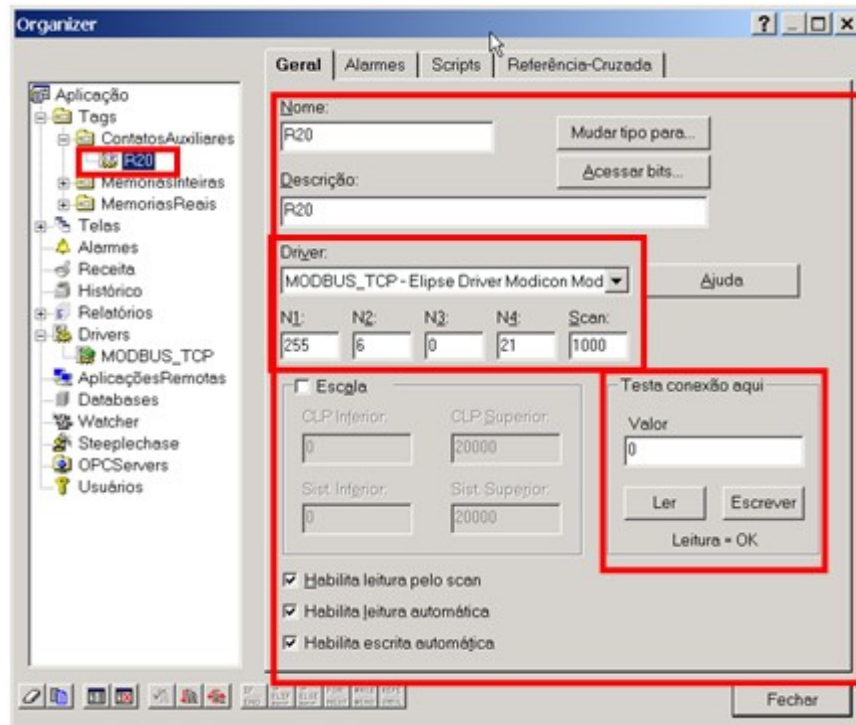 Organizer
Geral Alarmes Scripts Referência-Cruzada
Aplicação
Tags
ContatosAuxiliares
R20
MemoriasInteiras
MemoriasReais
Telas
Alarmes
Receita
Histórico
Relatórios
Drivers
MODBUS_TCP
AplicaçõesRemotas
Databases
Watcher
Steeplechase
OPCServers
Usuários
Nome:
R20
Mudar tipo para...
Acessar bits...
Descrição:
R20
Driver:
MODBUS_TCP - Elipse Driver Modicon Mod
Ajuda
N1: N2: N3: N4: Scan:
255 6 0 21 1000
Escala
CLP Inferior: CLP Superior:
0 20000
Sist. Inferior: Sist. Superior:
0 20000
Testa conexão aqui
Valor
0
Ler Escrever
Leitura = OK
Habilita leitura pelo scan
Habilita leitura automática
Habilita escrita automática
Fechar